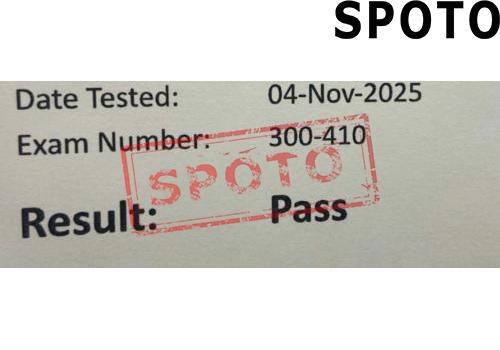 SPOTO
Date Tested: 04-Nov-2025
Exam Number: 300-410
SPOTO
Result: Pass